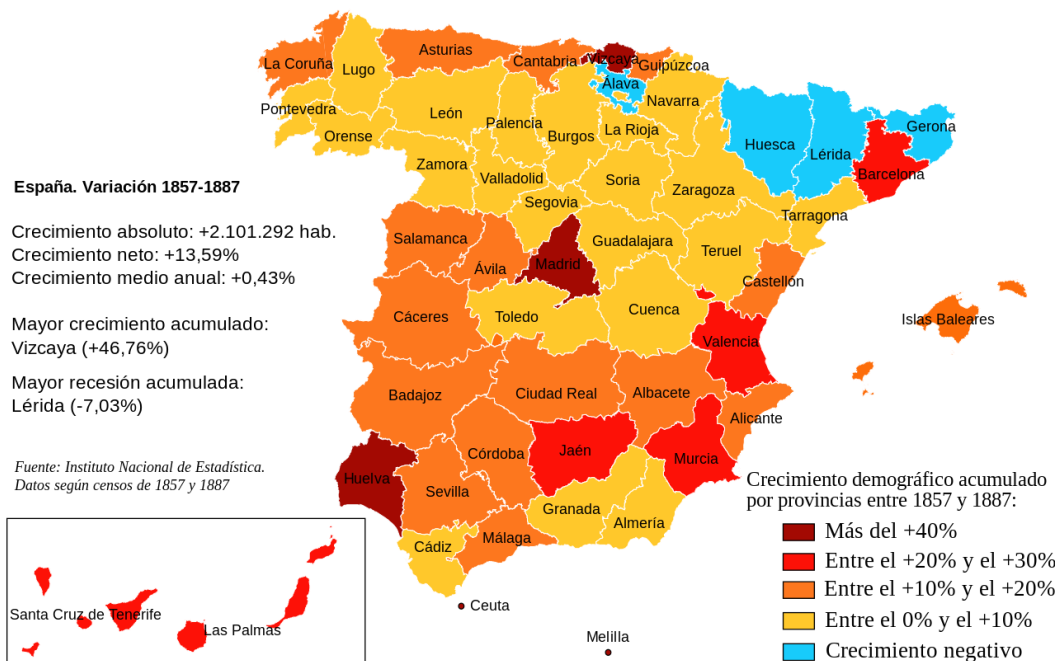 Asturias
Cantabria
Vizcaya
Guipúzcoa
La Coruña
Lugo
Álava
Navarra
Pontevedra
Orense
León
Palencia
Burgos
La Rioja
Huesca
Lérida
Gerona
Barcelona
Zamora
Valladolid
Soria
Zaragoza
Tarragona
Segovia
España. Variación 1857-1887
Crecimiento absoluto: +2.101.292 hab.
Crecimiento neto: +13,59%
Crecimiento medio anual: +0,43%
Salamanca
Ávila
Madrid
Guadalajara
Teruel
Castellón
Mayor crecimiento acumulado:
Vizcaya (+46,76%)
Cáceres
Toledo
Cuenca
Valencia
Islas Baleares
Mayor recesión acumulada:
Lérida (-7,03%)
Badajoz
Ciudad Real
Albacete
Alicante
Fuente: Instituto Nacional de Estadística.
Datos según censos de 1857 y 1887
Huelva
Sevilla
Córdoba
Jaén
Murcia
Granada
Almería
Málaga
Cádiz
Ceuta
Melilla
Santa Cruz de Tenerife
Las Palmas
Crecimiento demográfico acumulado
por provincias entre 1857 y 1887:
Más del +40%
Entre el +20% y el +30%
Entre el +10% y el +20%
Entre el 0% y el +10%
Crecimiento negativo